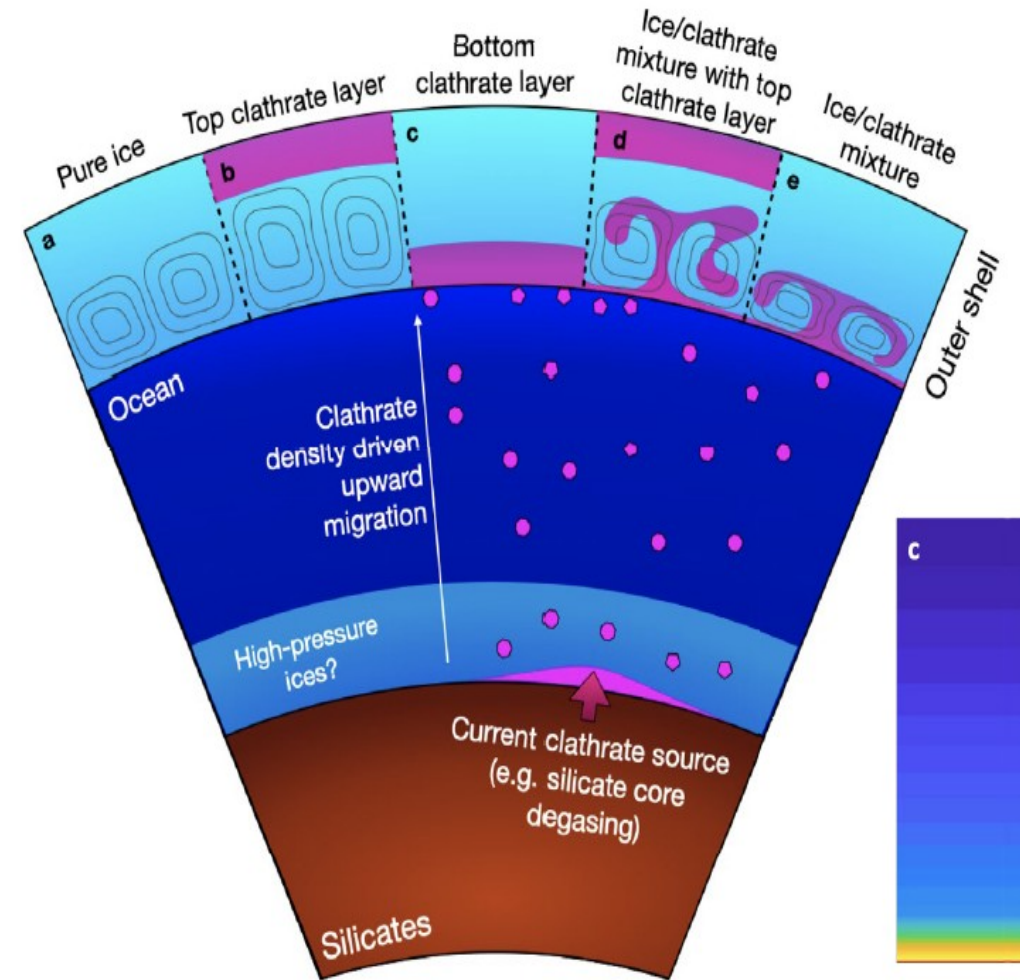 Pure ice
Top clathrate layer
Bottom
clathrate layer
Ice/clathrate
mixture with top
clathrate layer
Ice/clathrate
mixture
a
b
c
d
e
Outer shell
Ocean
Clathrate
density driven
upward
migration
High-pressure
ices?
Current clathrate source
(e.g. silicate core
degasing)
Silicates
c